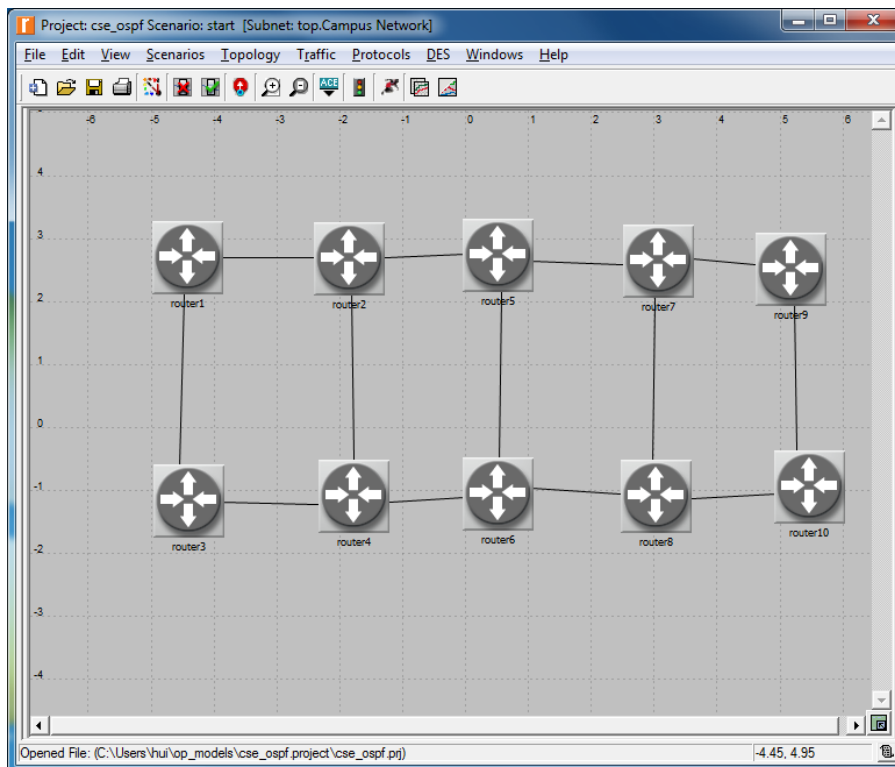 Project: cse_ospf Scenario: start [Subnet: top.Campus Network]
File Edit View Scenarios Topology Traffic Protocols DES Windows Help
ACE
-6 -5 -4 -3 -2 -1 0 1 2 3 4 5 6
4
3
router1 router2 router5 router7 router9
2
1
0
-1
router3 router4 router6 router8 router10
-2
-3
-4
Opened File: (C:\Users\hui\op_models\cse_ospf.project\cse_ospf.prj) -4.45, 4.95